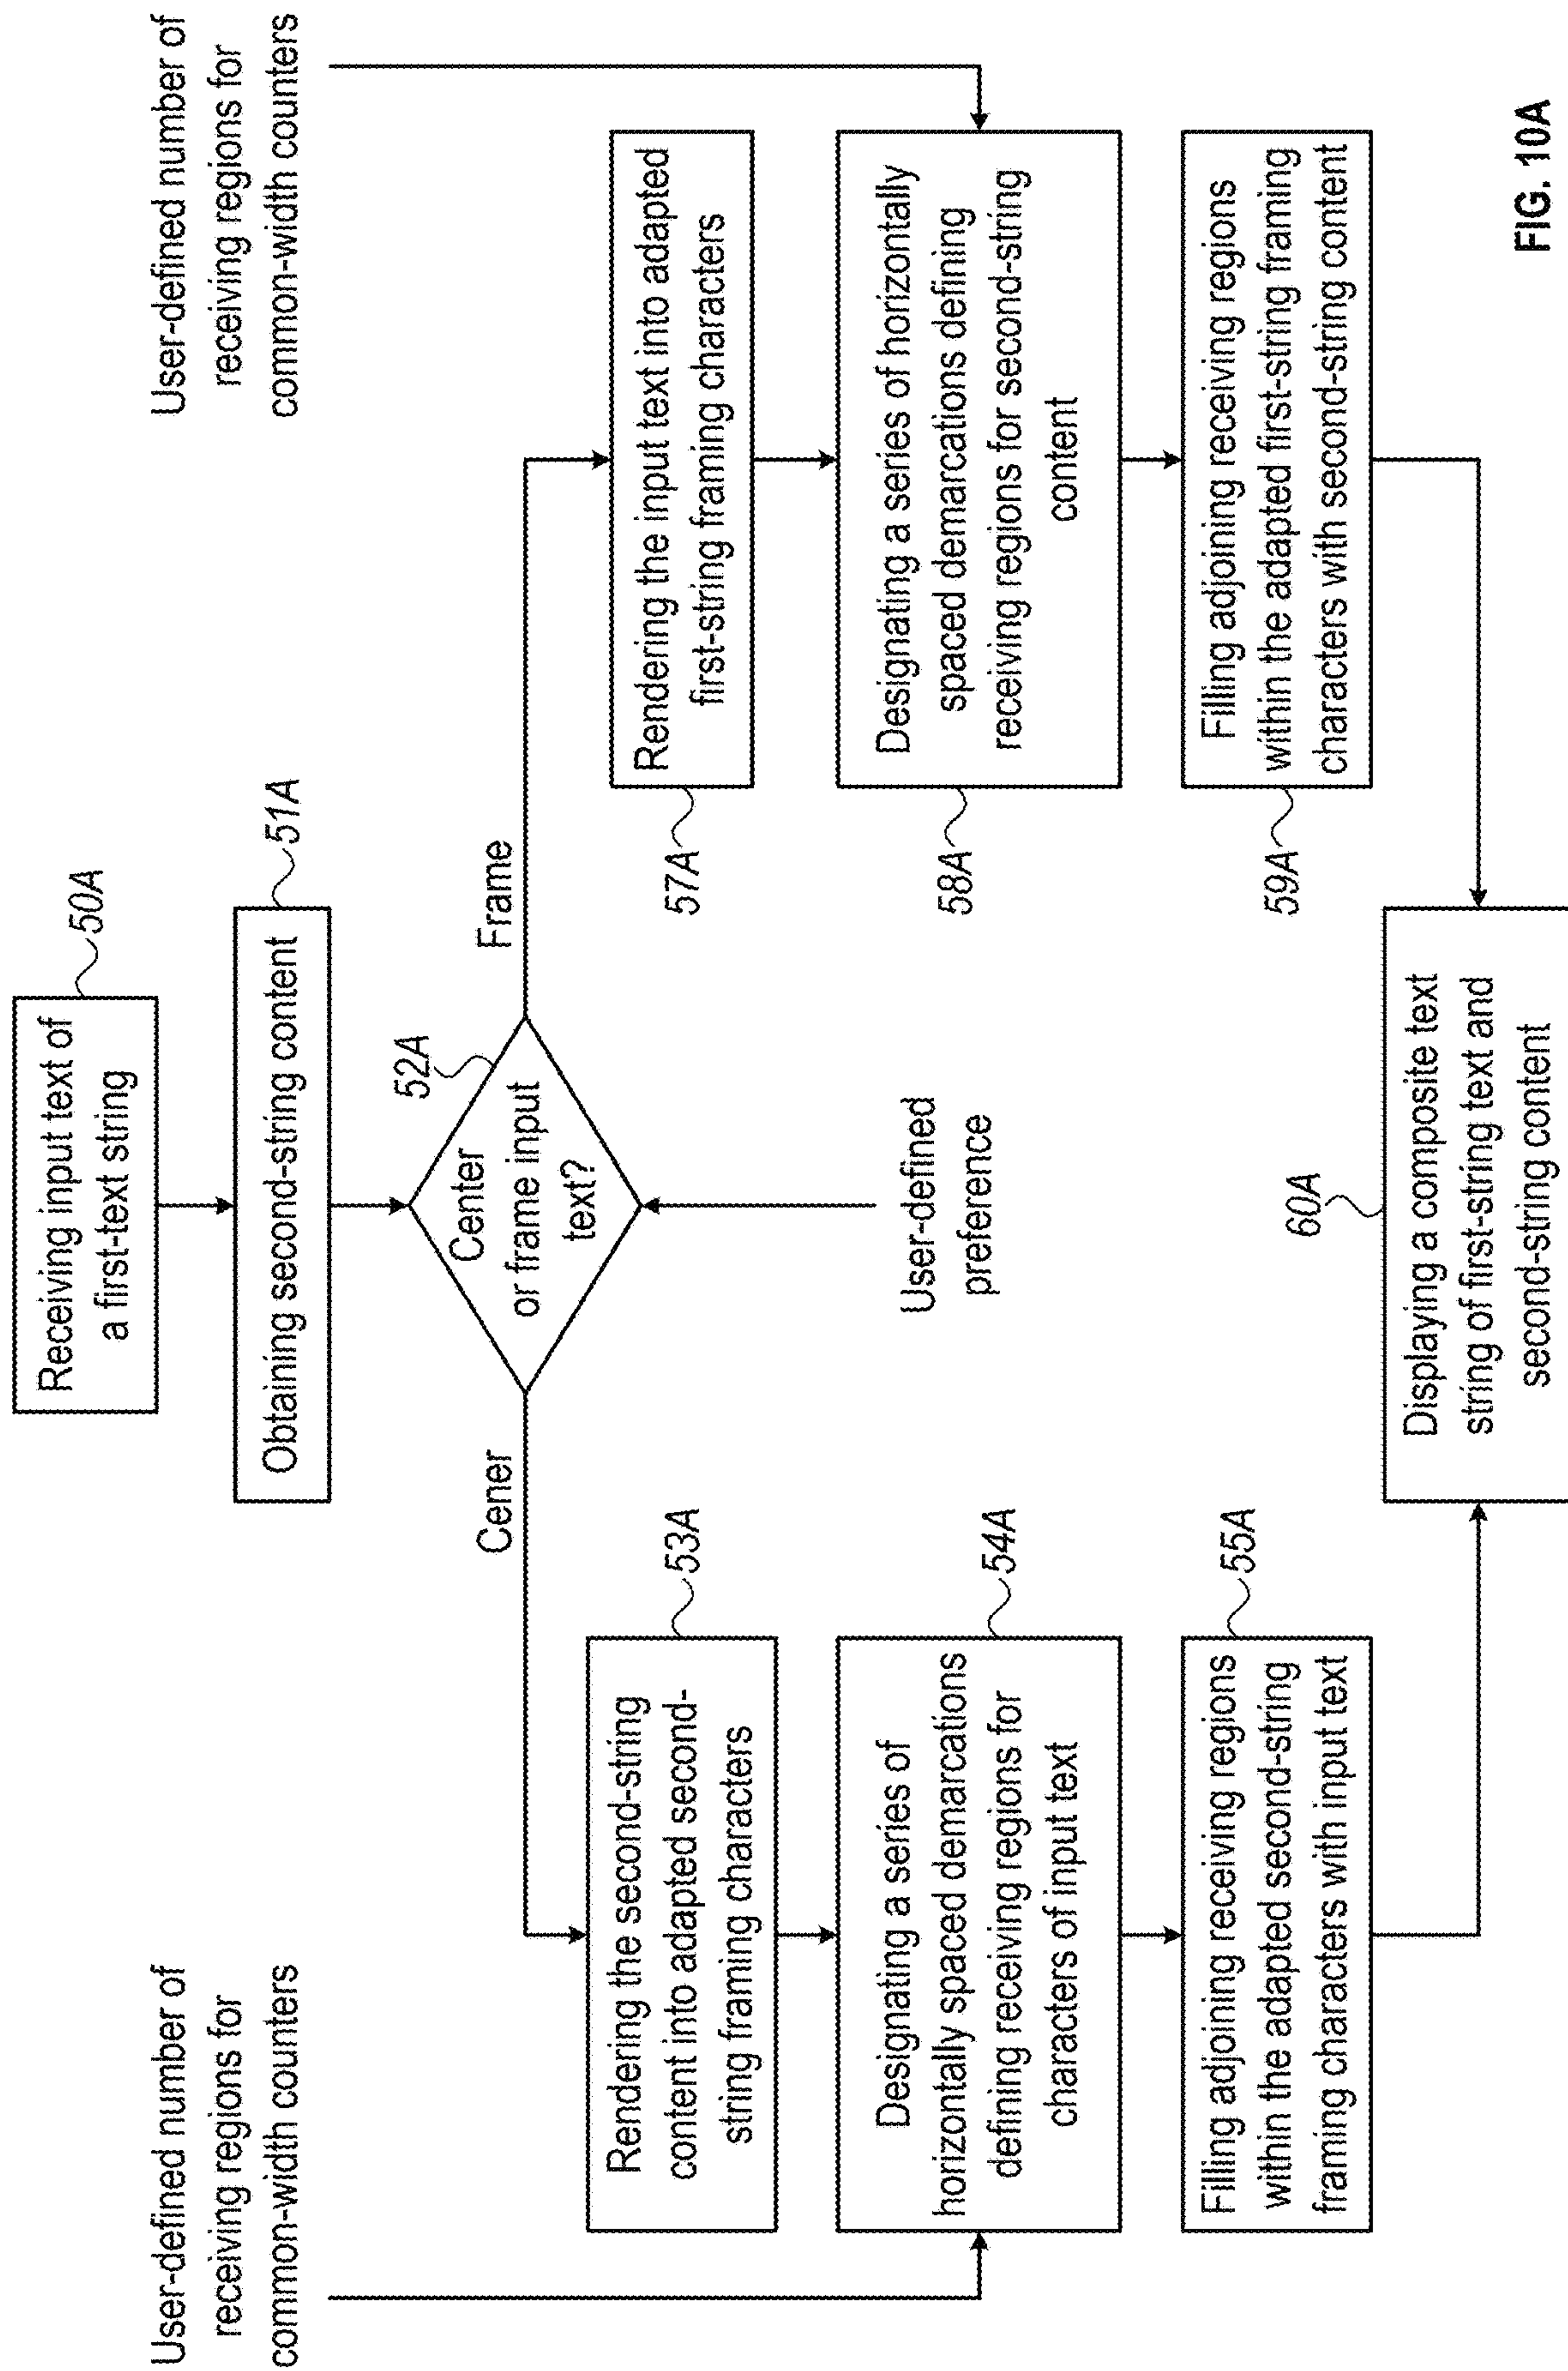 Receiving input text of
a first-text string
50A
Obtaining second-string content
51A
User-defined number of
receiving regions for
common-width counters
User-defined number of
receiving regions for
common-width counters
52A
Center
or frame input
text?
Cener
Frame
User-defined
preference
Rendering the second-string
content into adapted second-
string framing characters
53A
Designating a series of
horizontally spaced demarcations
defining receiving regions for
characters of input text
54A
Filling adjoining receiving regions
within the adapted second-string
framing characters with input text
55A
57A
Rendering the input text into adapted
first-string framing characters
58A
Designating a series of horizontally
spaced demarcations defining
receiving regions for second-string
content
59A
Filling adjoining receiving regions
within the adapted first-string framing
characters with second-string content
60A
Displaying a composite text
string of first-string text and
second-string content
FIG. 10A